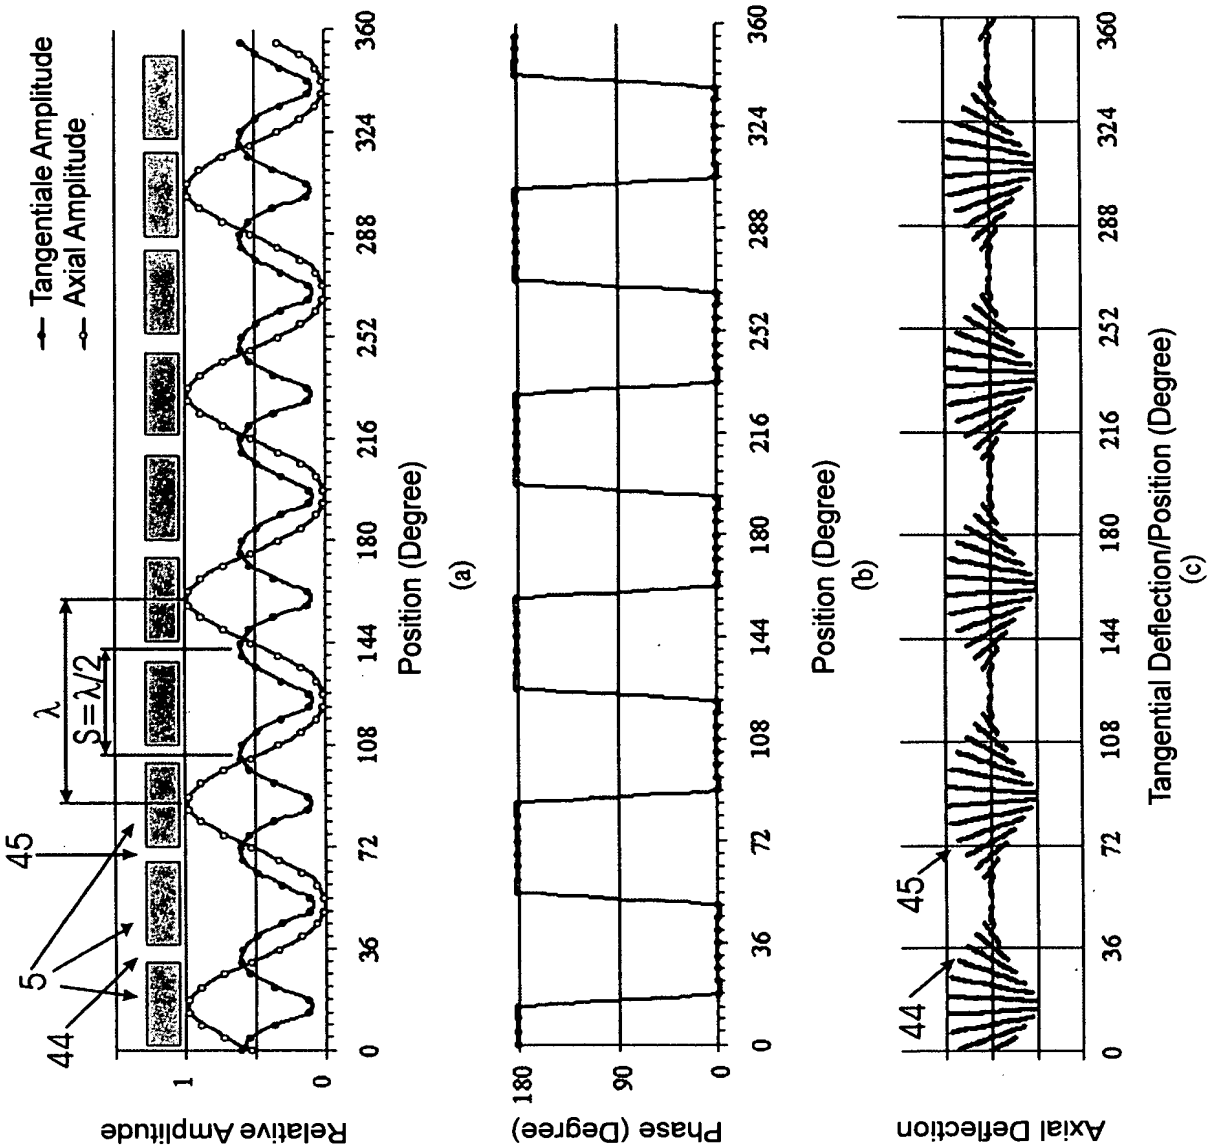 Tangentiale Amplitude
Axial Amplitude
45
5
44
λ
S=λ/2
Relative Amplitude
1
0
0 36 72 108 144 180 216 252 288 324 360
Position (Degree)
(a)
Phase (Degree)
180
90
0
0 36 72 108 144 180 216 252 288 324 360
Position (Degree)
(b)
44
45
Axial Deflection
0 36 72 108 144 180 216 252 288 324 360
Tangential Deflection/Position (Degree)
(c)